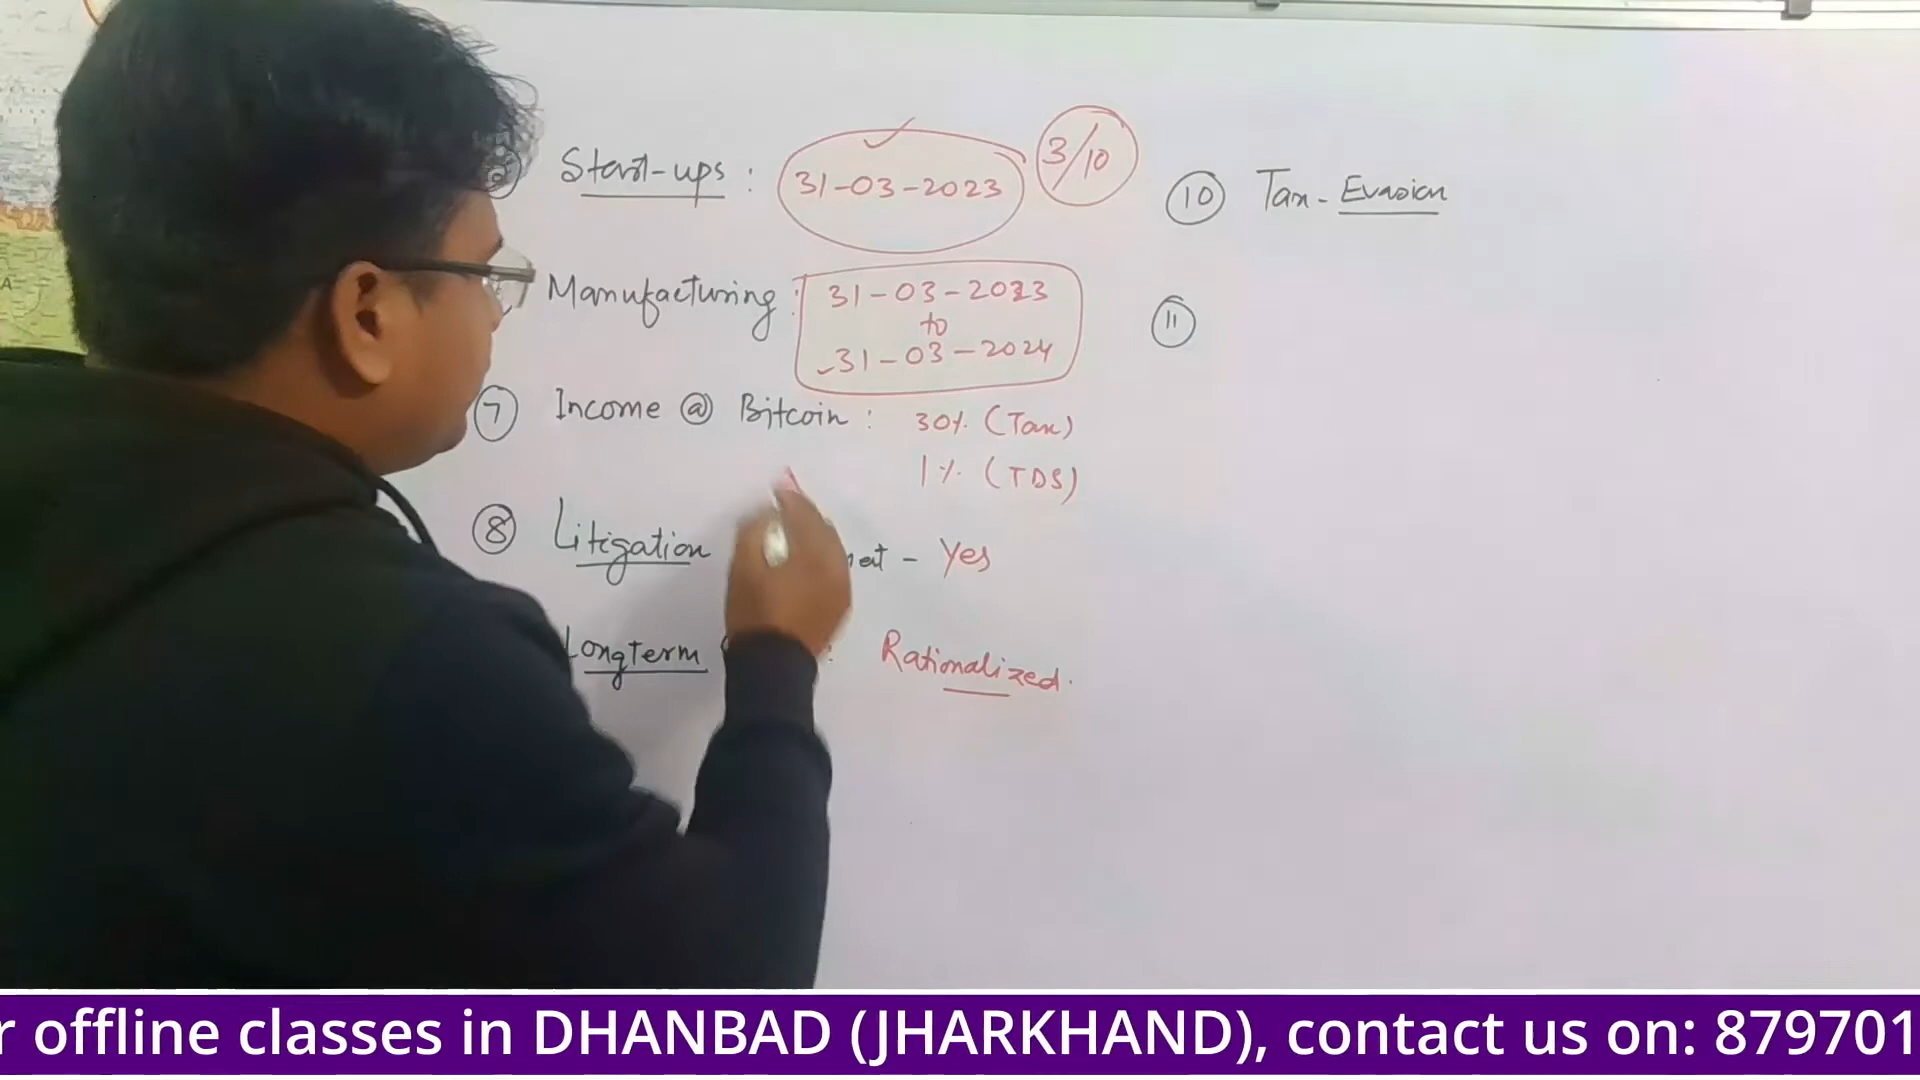 Start-ups : 31-03-2023 3/10
Manufacturing : 31-03-2023
to
31-03-2024
7 Income @ Bitcoin : 30% (Tax)
1% (TDS)
8 Litigation - Yes
Longterm : Rationalized.
10 Tax-Evasion
11
offline classes in DHANBAD (JHARKHAND), contact us on: 879701